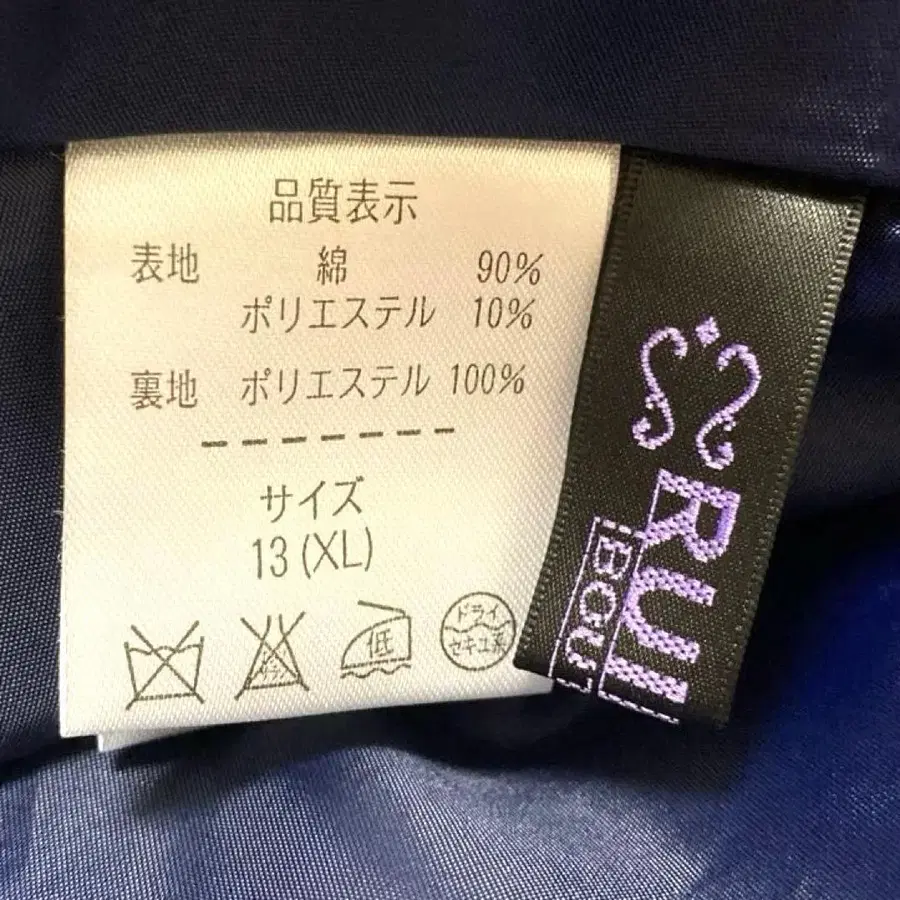 品質表示
表地 綿 90%
ポリエステル 10%
裏地 ポリエステル 100%
サイズ
13 (XL)
低
ドライ
セキユ系
RUI
BOU